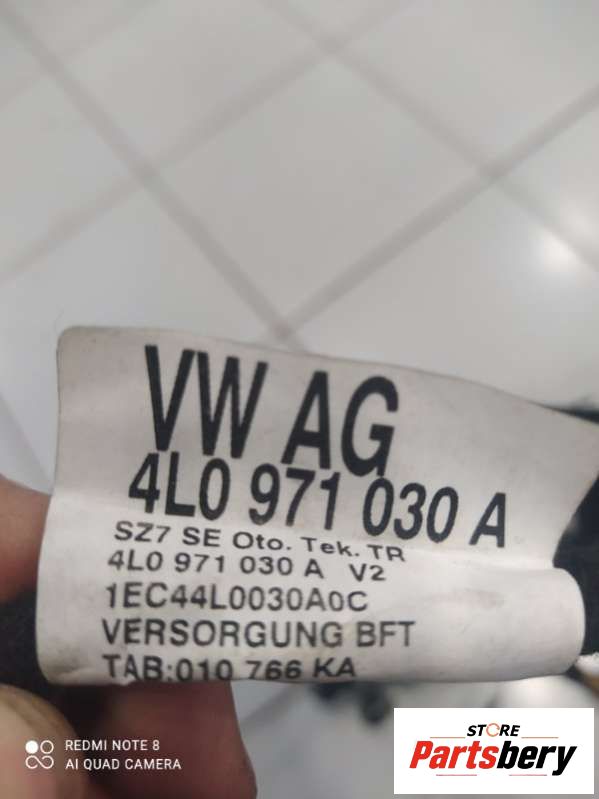 VW AG
4L0 971 030 A
SZ7 SE Oto. Tek. TR
4L0 971 030 A V2
1EC44L0030A0C
VERSORGUNG BFT
TAB:010 766 KA
REDMI NOTE 8
AI QUAD CAMERA
STORE
Partsbery